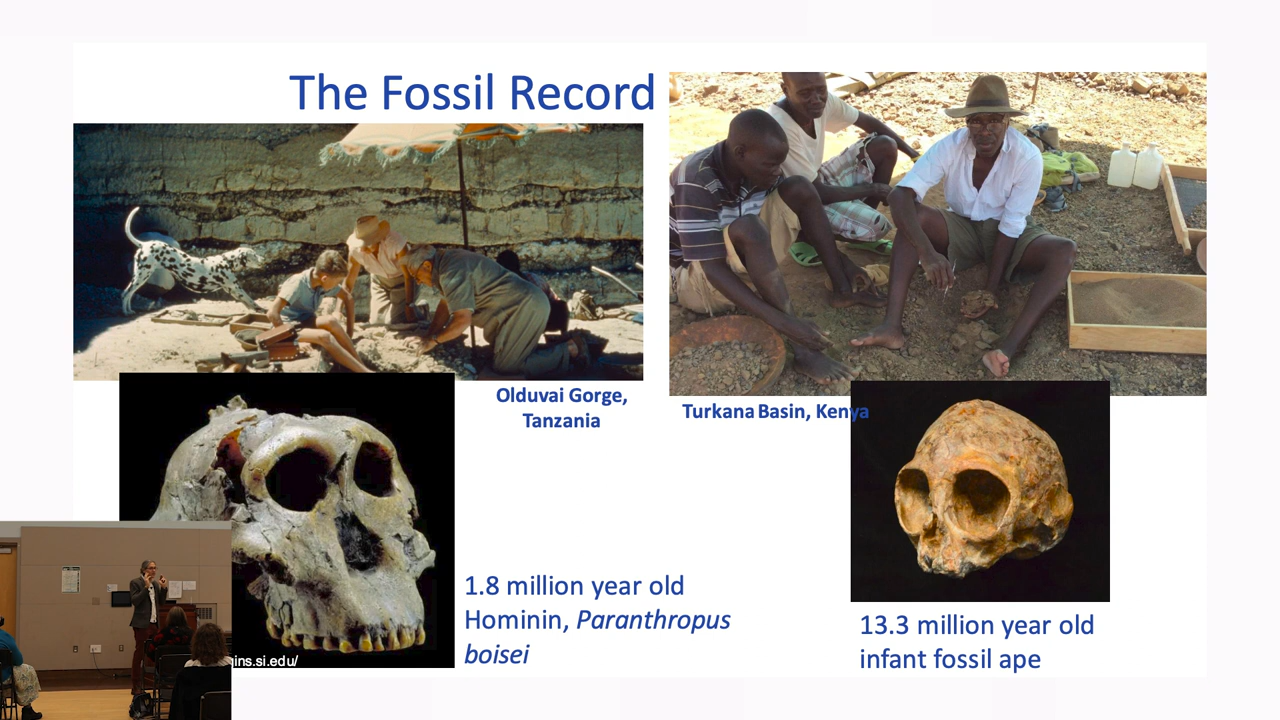 The Fossil Record
Olduvai Gorge,
Tanzania
Turkana Basin, Kenya
1.8 million year old
Hominin, Paranthropus
boisei
ins.si.edu/
13.3 million year old
infant fossil ape